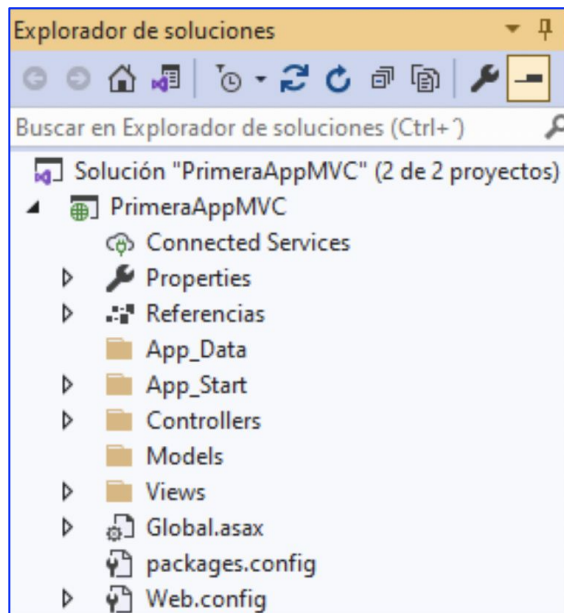 Explorador de soluciones
Buscar en Explorador de soluciones (Ctrl+´)
Solución "PrimeraAppMVC" (2 de 2 proyectos)
PrimeraAppMVC
Connected Services
Properties
Referencias
App_Data
App_Start
Controllers
Models
Views
Global.asax
packages.config
Web.config